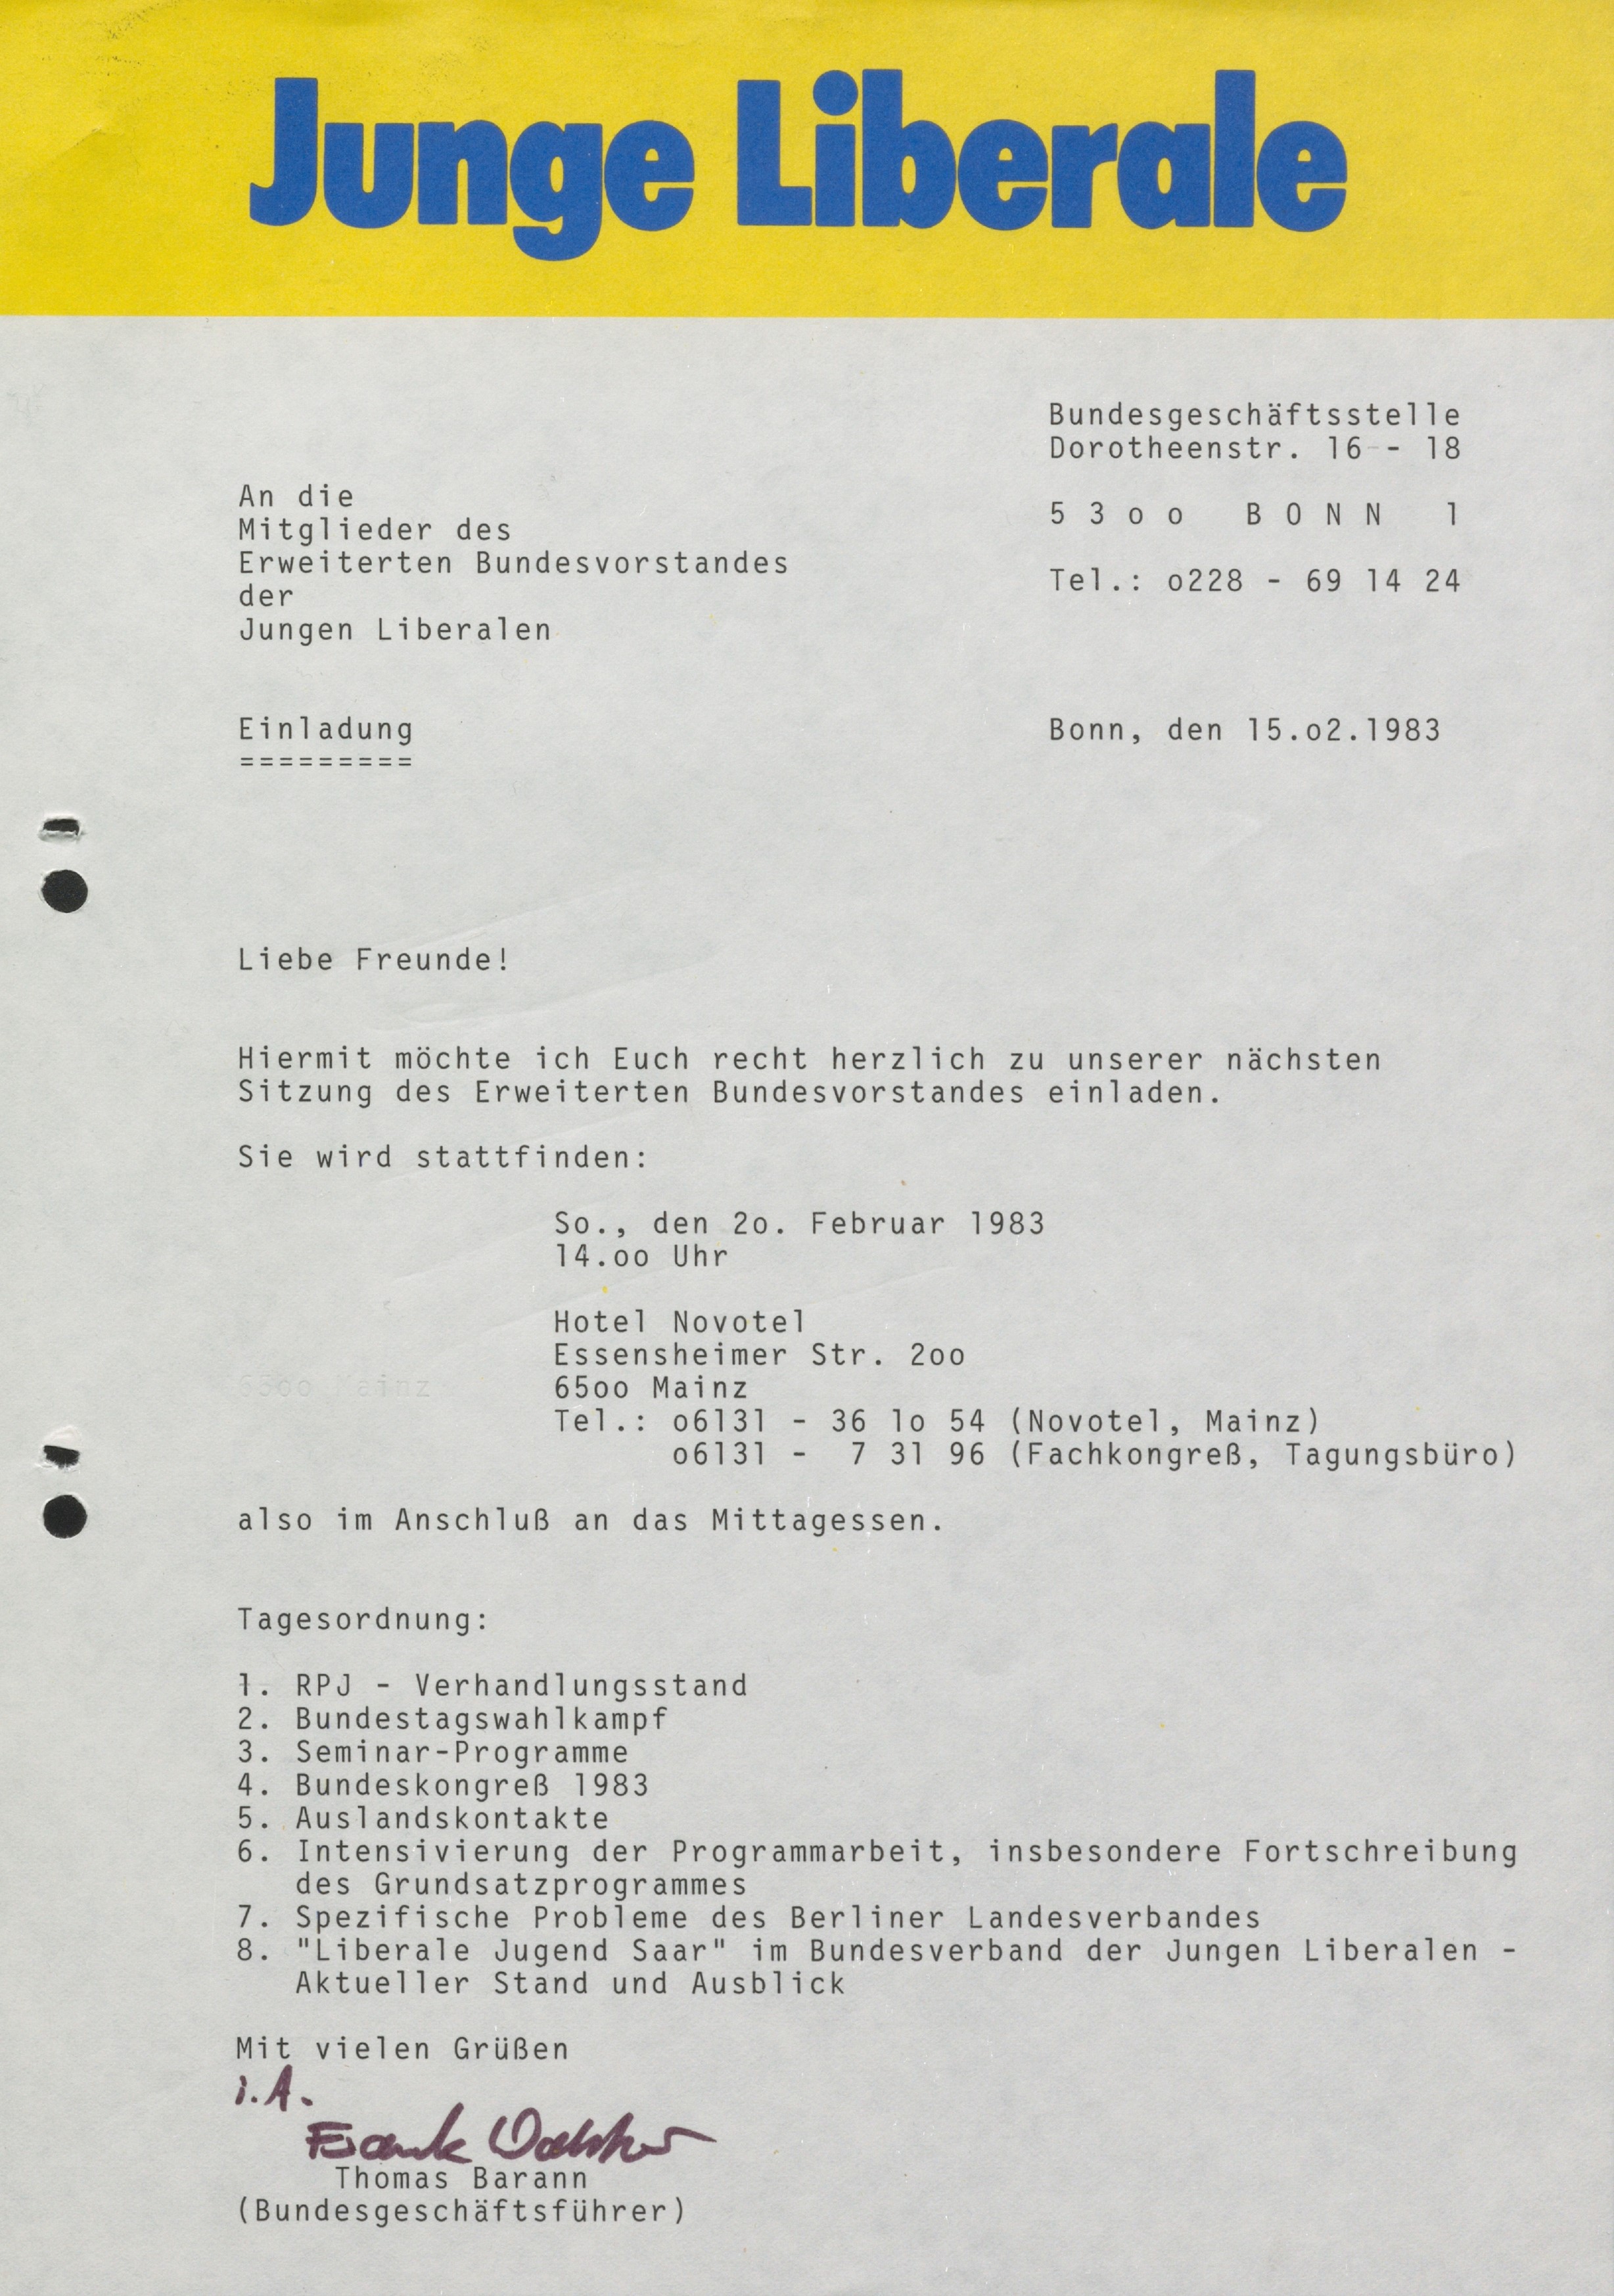 Junge Liberale
Bundesgeschäftsstelle
Dorotheenstr. 16 - 18
5 3 o o B O N N 1
Tel.: o228 - 69 14 24
An die
Mitglieder des
Erweiterten Bundesvorstandes
der
Jungen Liberalen
Einladung
=========
Bonn, den 15.o2.1983
Liebe Freunde!
Hiermit möchte ich Euch recht herzlich zu unserer nächsten
Sitzung des Erweiterten Bundesvorstandes einladen.
Sie wird stattfinden:
So., den 2o. Februar 1983
14.oo Uhr
Hotel Novotel
Essensheimer Str. 2oo
65oo Mainz
65oo Mainz
Tel.: o6131 - 36 1o 54 (Novotel, Mainz)
o6131 - 7 31 96 (Fachkongreß, Tagungsbüro)
also im Anschluß an das Mittagessen.
Tagesordnung:
1. RPJ - Verhandlungsstand
2. Bundestagswahlkampf
3. Seminar-Programme
4. Bundeskongreß 1983
5. Auslandskontakte
6. Intensivierung der Programmarbeit, insbesondere Fortschreibung
des Grundsatzprogrammes
7. Spezifische Probleme des Berliner Landesverbandes
8. "Liberale Jugend Saar" im Bundesverband der Jungen Liberalen -
Aktueller Stand und Ausblick
Mit vielen Grüßen
i.A.
Frank
Thomas Barann
(Bundesgeschäftsführer)